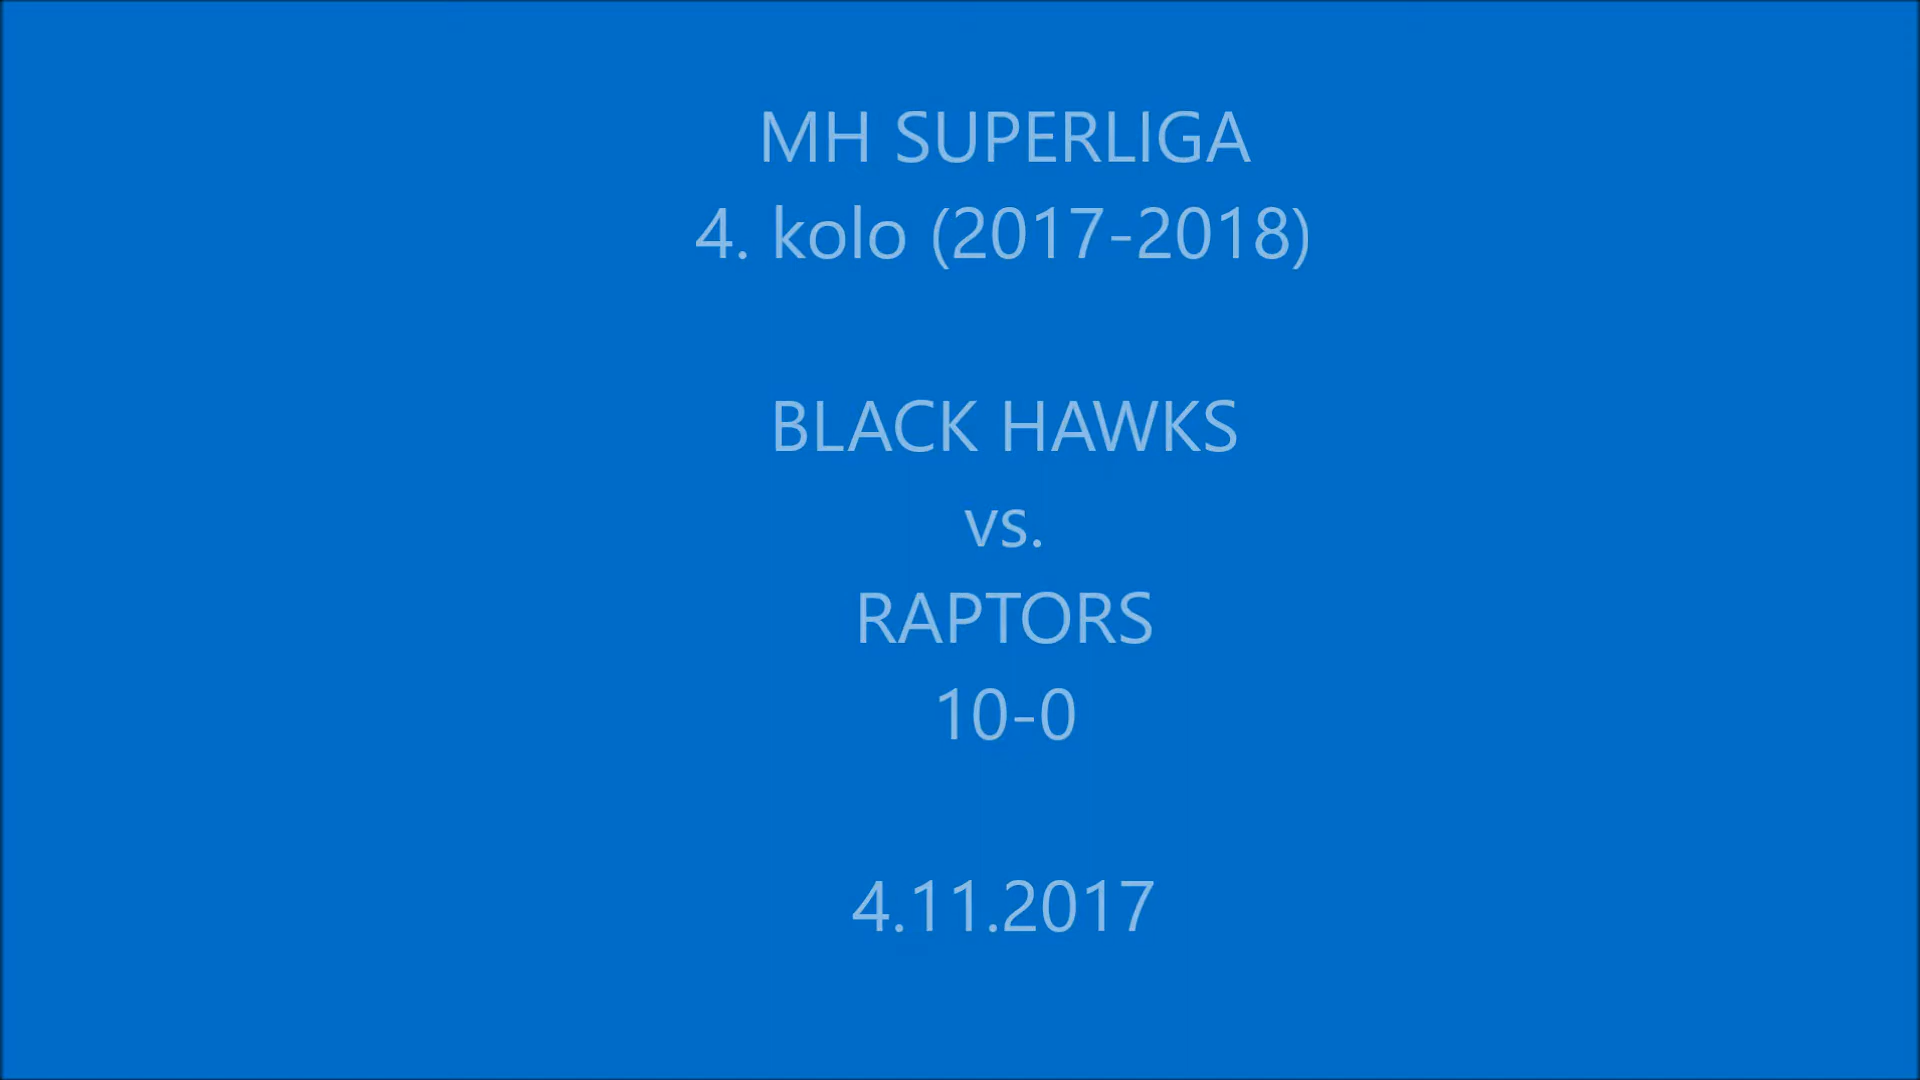 MH SUPERLIGA
4. kolo (2017-2018)
BLACK HAWKS
vs.
RAPTORS
10-0
4.11.2017